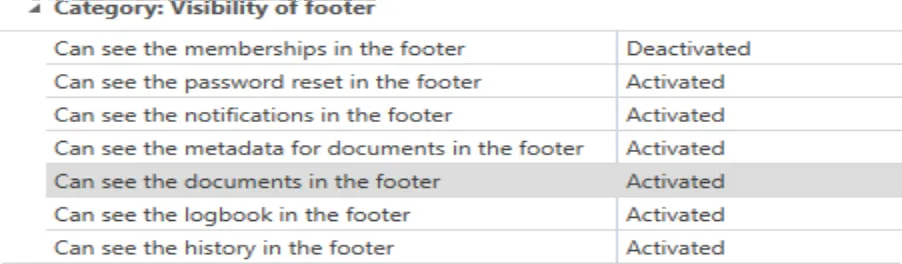 Category: Visibility of footer
Can see the memberships in the footer Deactivated
Can see the password reset in the footer Activated
Can see the notifications in the footer Activated
Can see the metadata for documents in the footer Activated
Can see the documents in the footer Activated
Can see the logbook in the footer Activated
Can see the history in the footer Activated